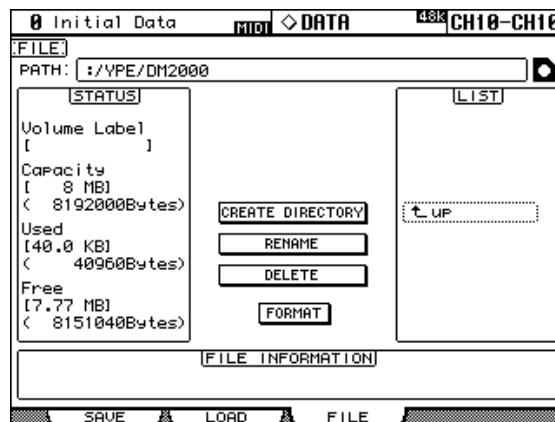 0 Initial Data MIDI ◇DATA 48K CH10-CH16
FILE
PATH: :/YPE/DM2000
STATUS
LIST
Volume Label
[ ]
Capacity
[ 8 MB]
( 8192000Bytes)
Used
[40.0 KB]
( 40960Bytes)
Free
[7.77 MB]
( 8151040Bytes)
CREATE DIRECTORY
RENAME
DELETE
FORMAT
UP
FILE INFORMATION
SAVE LOAD FILE